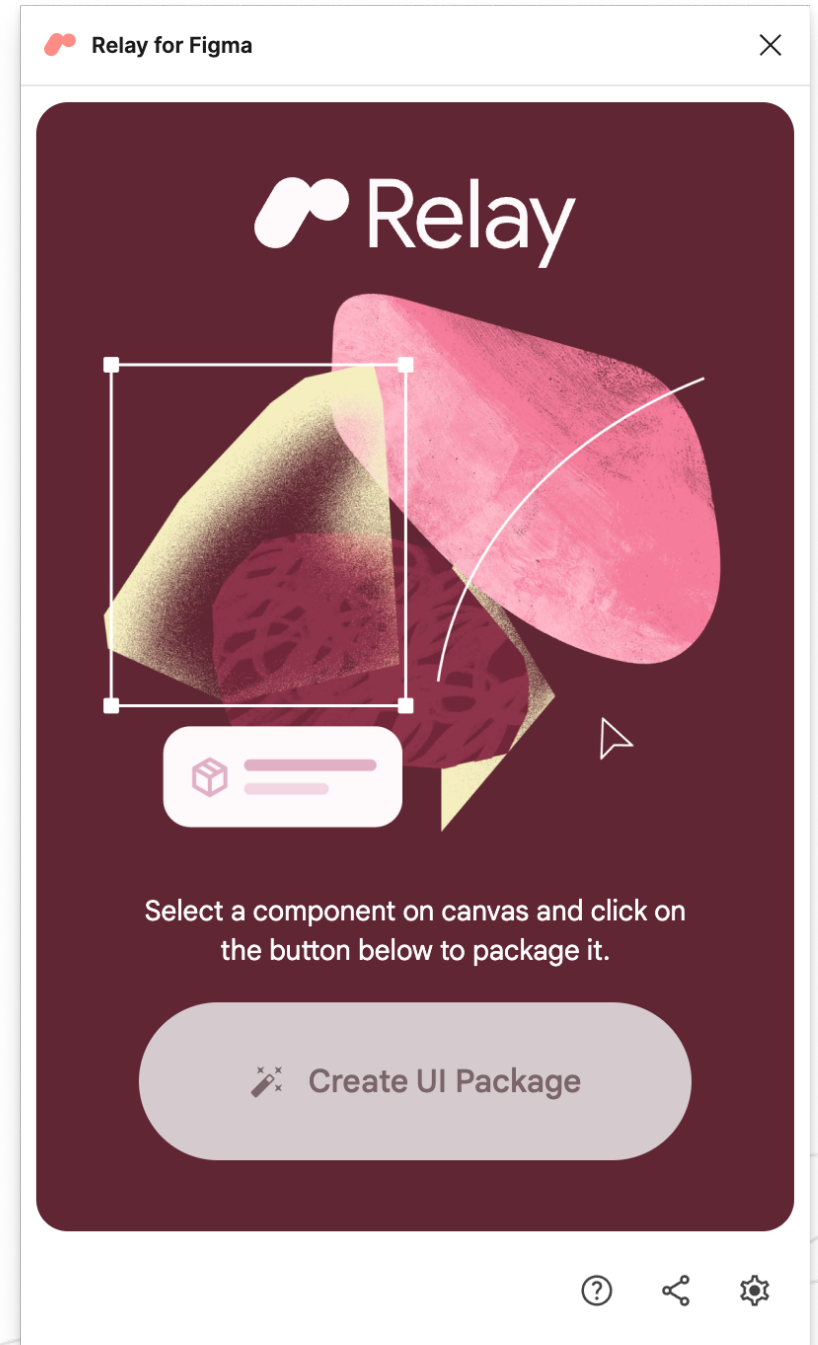 Relay for Figma
Relay
Select a component on canvas and click on
the button below to package it.
Create UI Package